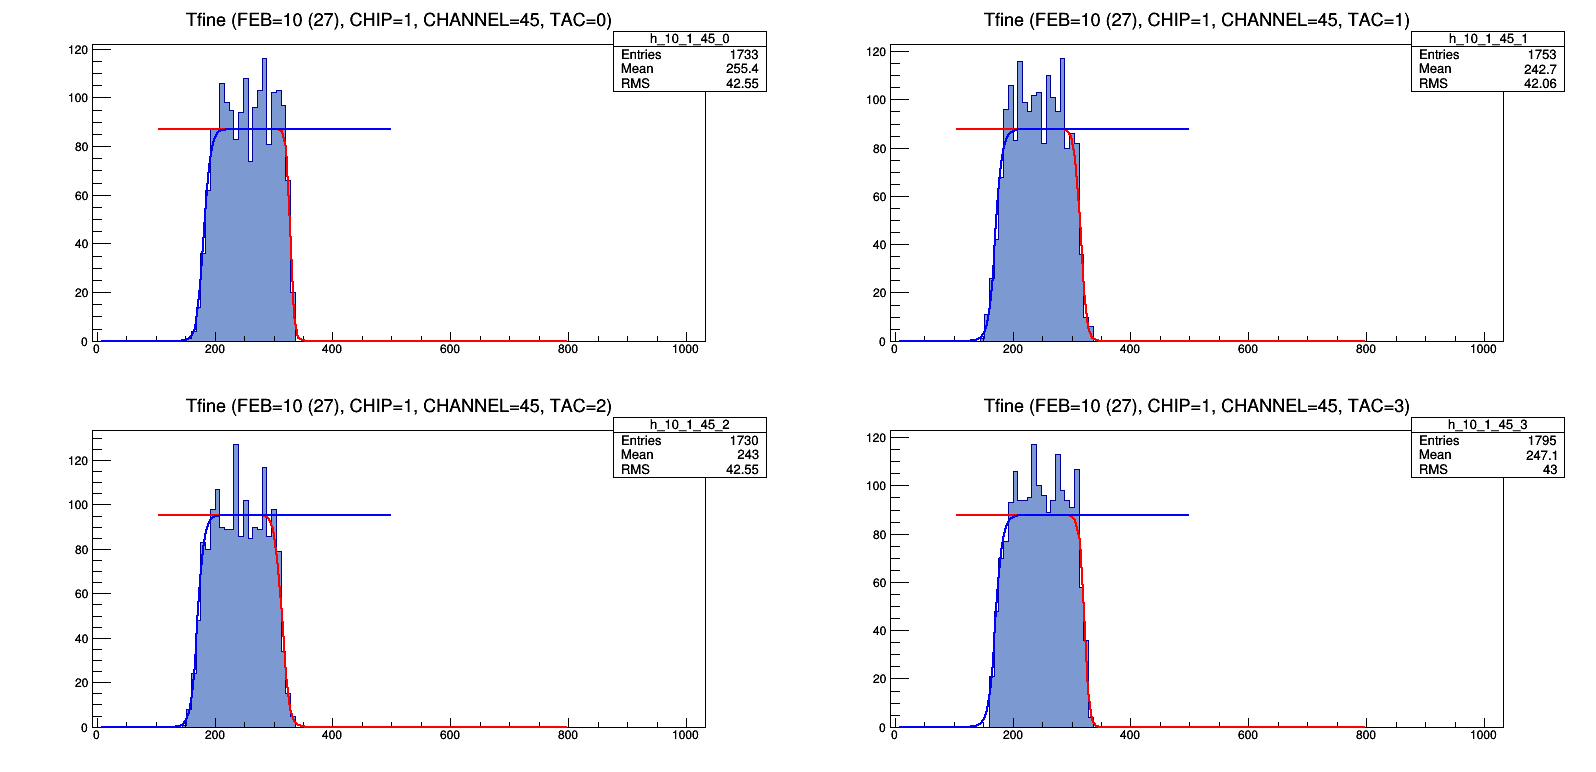 Tfine (FEB=10 (27), CHIP=1, CHANNEL=45, TAC=0)
h_10_1_45_0
Entries 1733
Mean 255.4
RMS 42.55
120
100
80
60
40
20
0
0 200 400 600 800 1000
Tfine (FEB=10 (27), CHIP=1, CHANNEL=45, TAC=1)
h_10_1_45_1
Entries 1753
Mean 242.7
RMS 42.06
120
100
80
60
40
20
0
0 200 400 600 800 1000
Tfine (FEB=10 (27), CHIP=1, CHANNEL=45, TAC=2)
h_10_1_45_2
Entries 1730
Mean 243
RMS 42.55
120
100
80
60
40
20
0
0 200 400 600 800 1000
Tfine (FEB=10 (27), CHIP=1, CHANNEL=45, TAC=3)
h_10_1_45_3
Entries 1795
Mean 247.1
RMS 43
120
100
80
60
40
20
0
0 200 400 600 800 1000